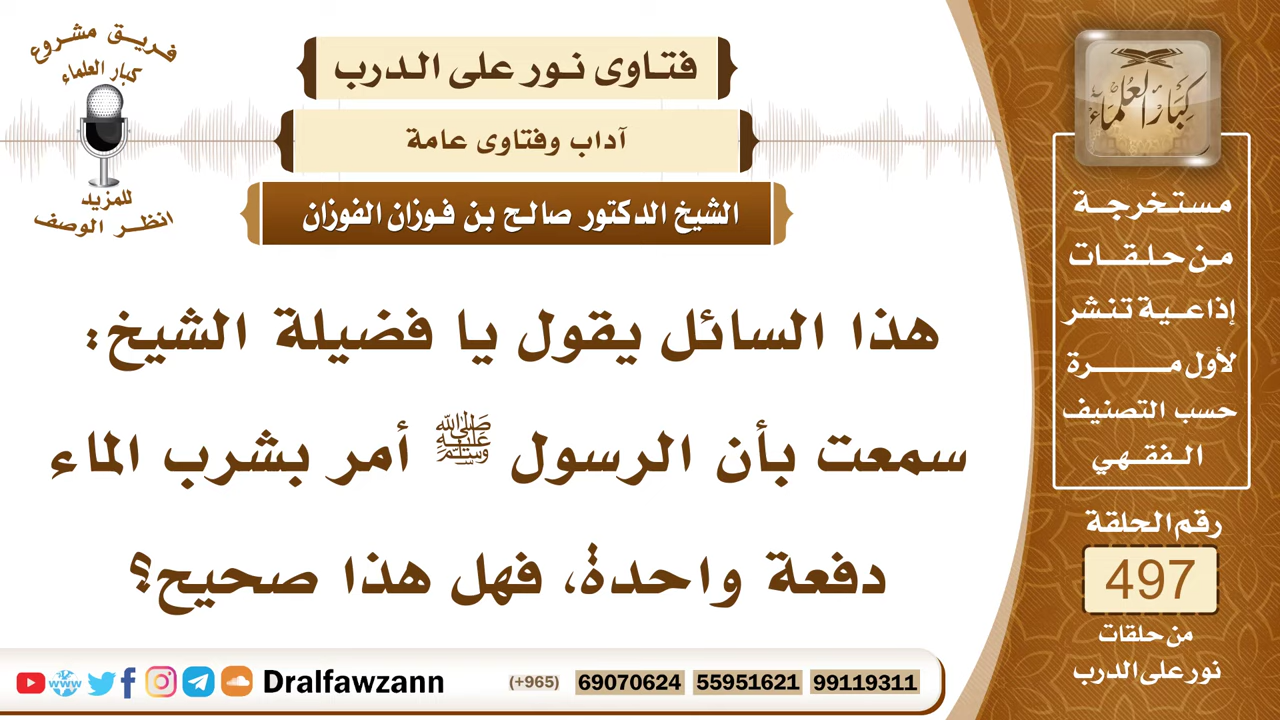 فريق مشروع
كبار العلماء
للمزيد
انظر الوصف
فتاوى نور على الدرب
آداب وفتاوى عامة
الشيخ الدكتور صالح بن فوزان الفوزان
هذا السائل يقول يا فضيلة الشيخ:
سمعت بأن الرسول ﷺ أمر بشرب الماء
دفعة واحدة، فهل هذا صحيح؟
كبار العلماء
مستخرجة
من حلقات
إذاعية تنشر
لأول مرة
حسب التصنيف
الفقهي
رقم الحلقة
497
من حلقات
نور على الدرب
www Dralfawzann (+965) 69070624 55951621 99119311